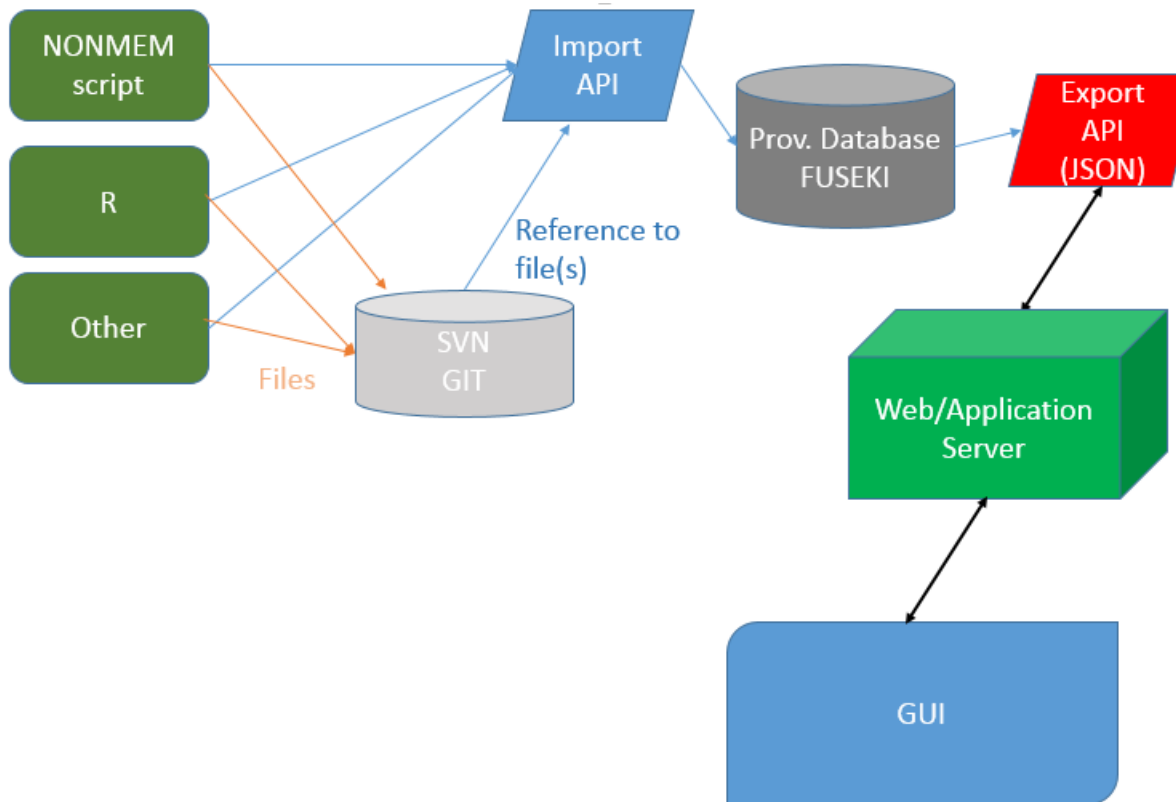 NONMEM
script
Import
API
Export
API
(JSON)
Prov. Database
FUSEKI
R
Reference to
file(s)
Other
SVN
GIT
Files
Web/Application
Server
GUI